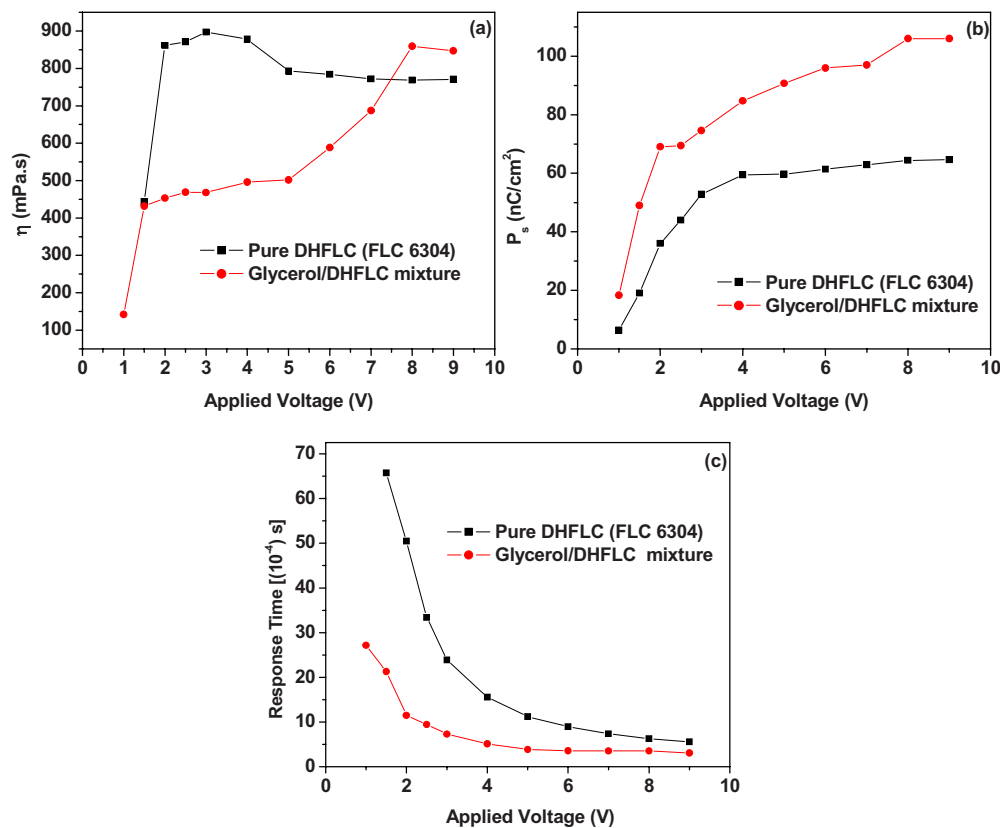 (a)
900
800
700
600
500
400
300
200
100
η (mPa.s)
Pure DHFLC (FLC 6304)
Glycerol/DHFLC mixture
0 1 2 3 4 5 6 7 8 9 10
Applied Voltage (V)
(b)
100
80
60
40
20
0
P_s (nC/cm²)
Pure DHFLC (FLC 6304)
Glycerol/DHFLC mixture
0 2 4 6 8 10
Applied Voltage (V)
(c)
70
60
50
40
30
20
10
0
Response Time [(10⁻⁴) s]
Pure DHFLC (FLC 6304)
Glycerol/DHFLC mixture
0 2 4 6 8 10
Applied Voltage (V)